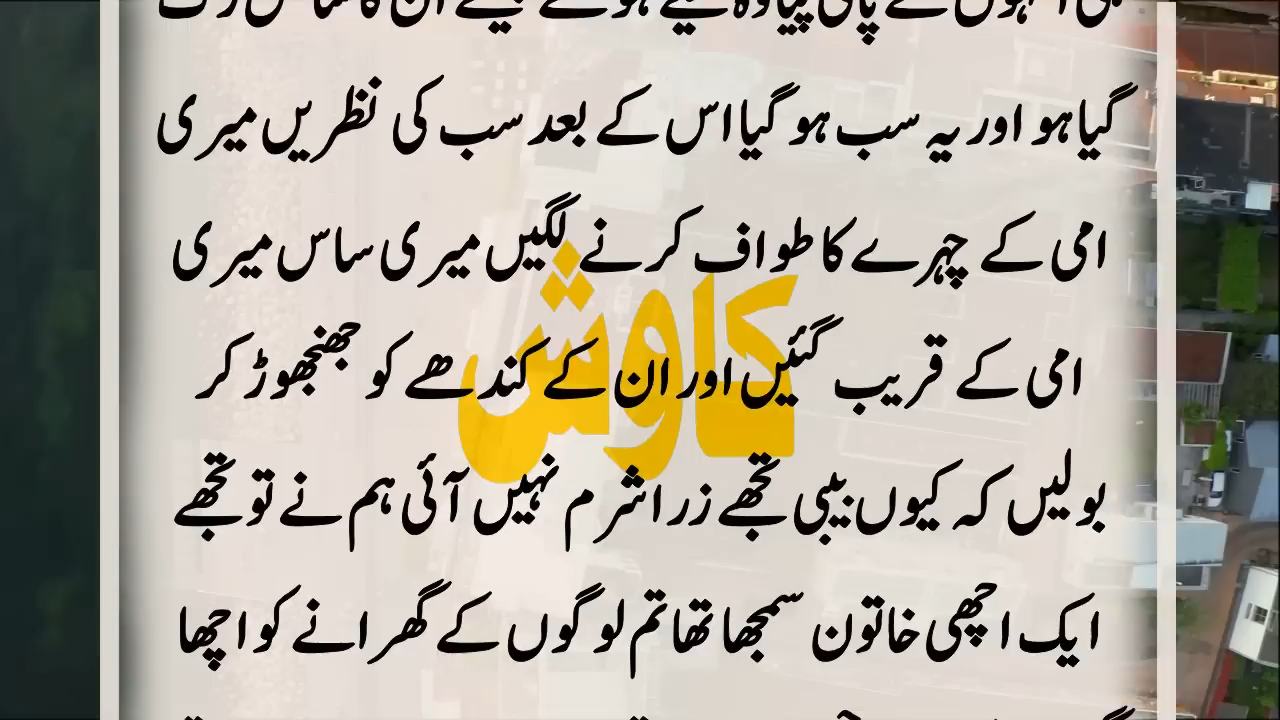 گیا ہو اور یہ سب ہو گیا اس کے بعد سب کی نظریں میری
امی کے چہرے کا طواف کرنے لگیں میری ساس میری
امی کے قریب گئیں اور ان کے کندھے کو جھنجھوڑ کر
بولیں کہ کیوں بیبی تجھے زرا شرم نہیں آئی ہم نے تو تجھے
ایک اچھی خاتون سمجھا تھا تم لوگوں کے گھرانے کو اچھا
کاوش